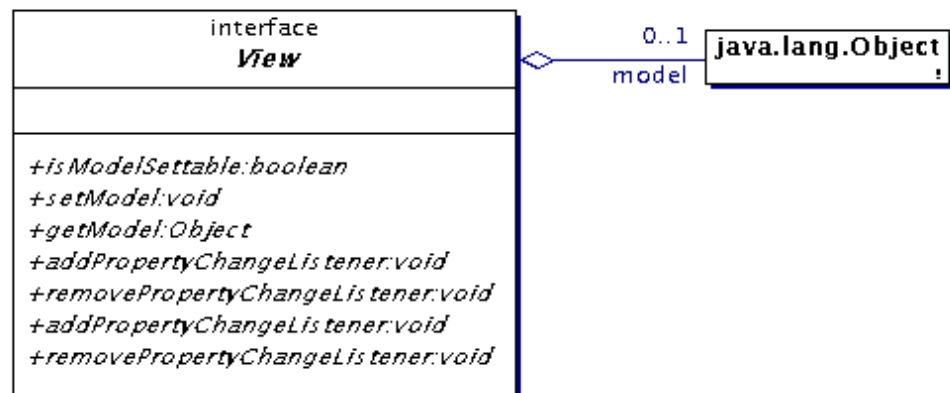 interface
View
+isModelSettable:boolean
+setModel:void
+getModel:Object
+addPropertyChangeListener:void
+removePropertyChangeListener:void
+addPropertyChangeListener:void
+removePropertyChangeListener:void
0..1
model
java.lang.Object
!